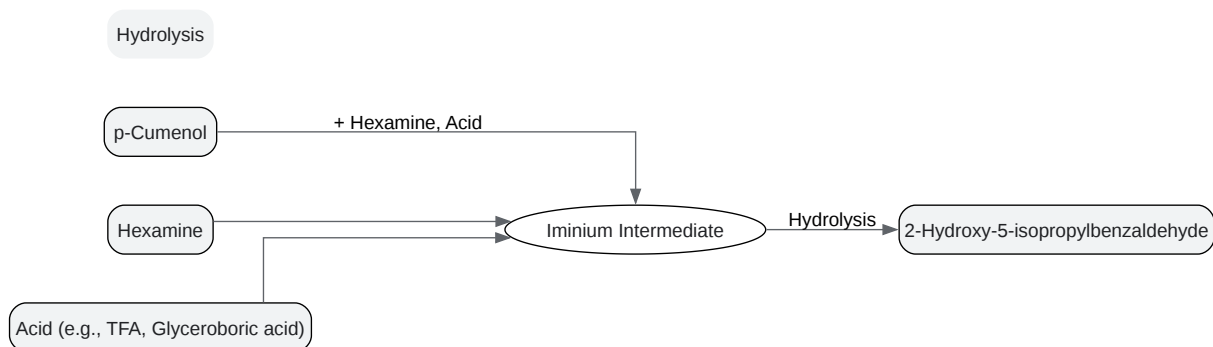 Hydrolysis
p-Cumenol
+ Hexamine, Acid
Hexamine
Iminium Intermediate
Hydrolysis
2-Hydroxy-5-isopropylbenzaldehyde
Acid (e.g., TFA, Glyceroboric acid)